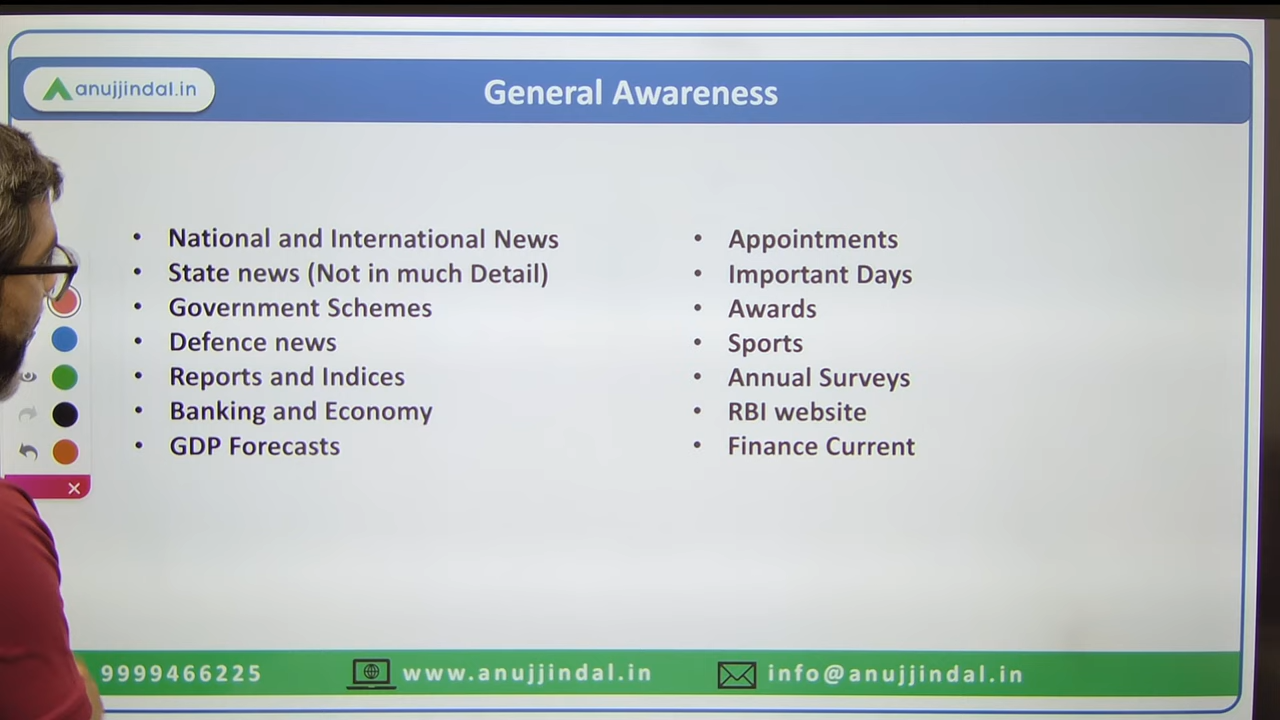 anujjindal.in
General Awareness
• National and International News
• State news (Not in much Detail)
• Government Schemes
• Defence news
• Reports and Indices
• Banking and Economy
• GDP Forecasts
• Appointments
• Important Days
• Awards
• Sports
• Annual Surveys
• RBI website
• Finance Current
9999466225
www.anujjindal.in
info@anujjindal.in